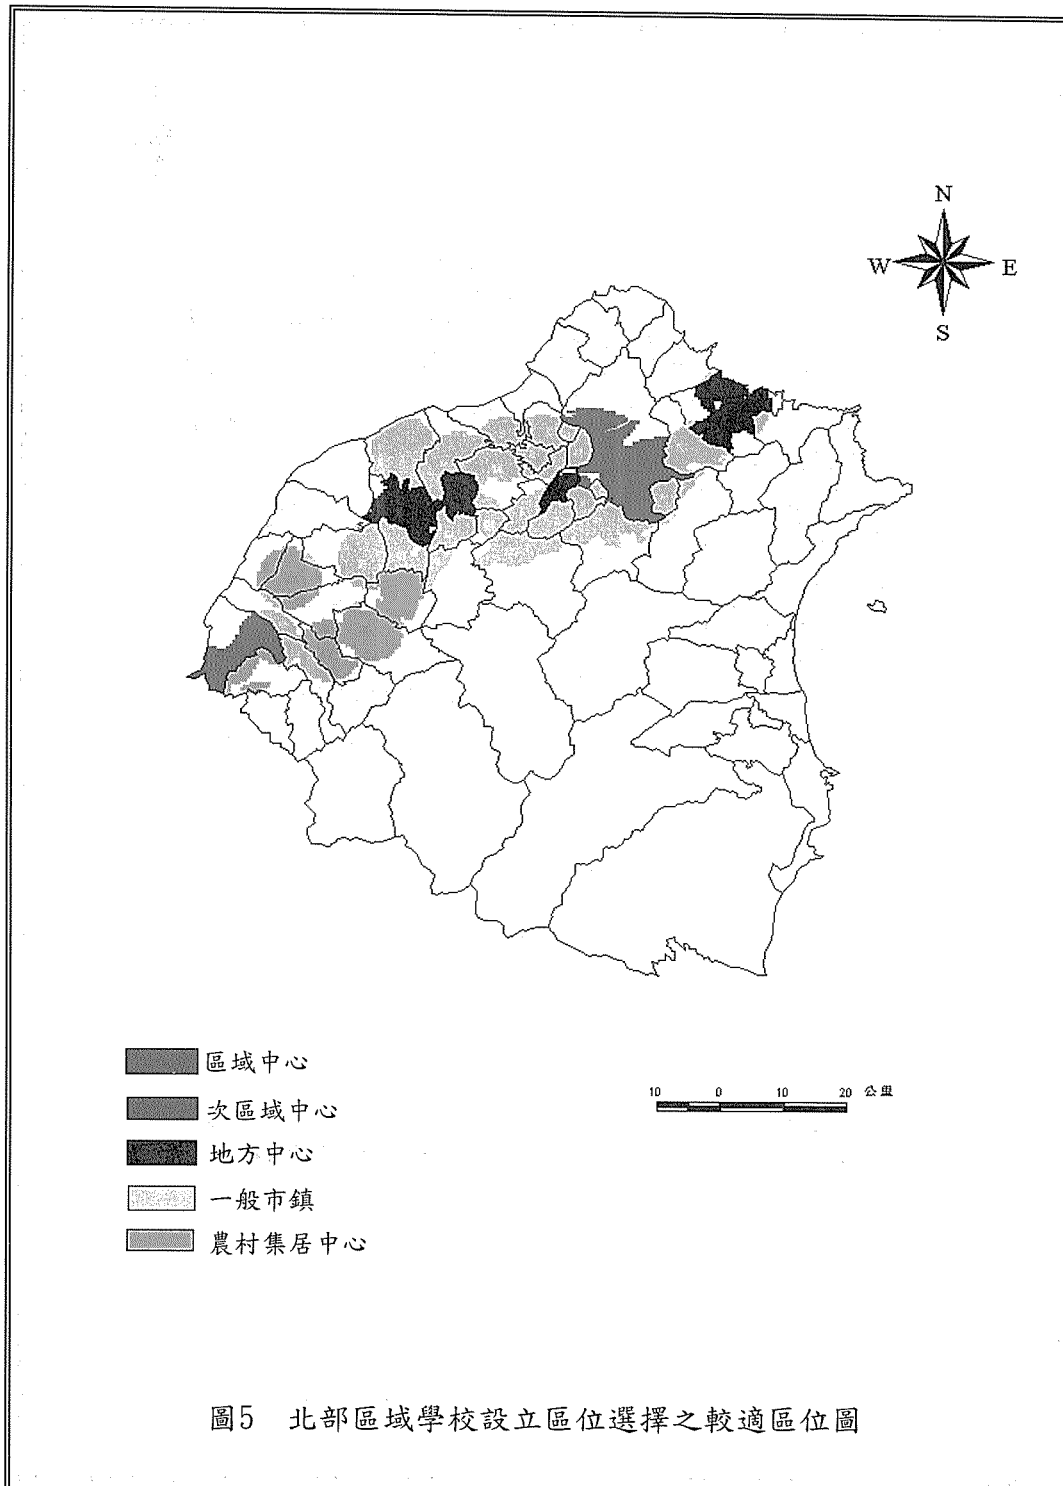 N
W E
S
區域中心
次區域中心
地方中心
一般市鎮
農村集居中心
10 0 10 20 公里
圖5 北部區域學校設立區位選擇之較適區位圖